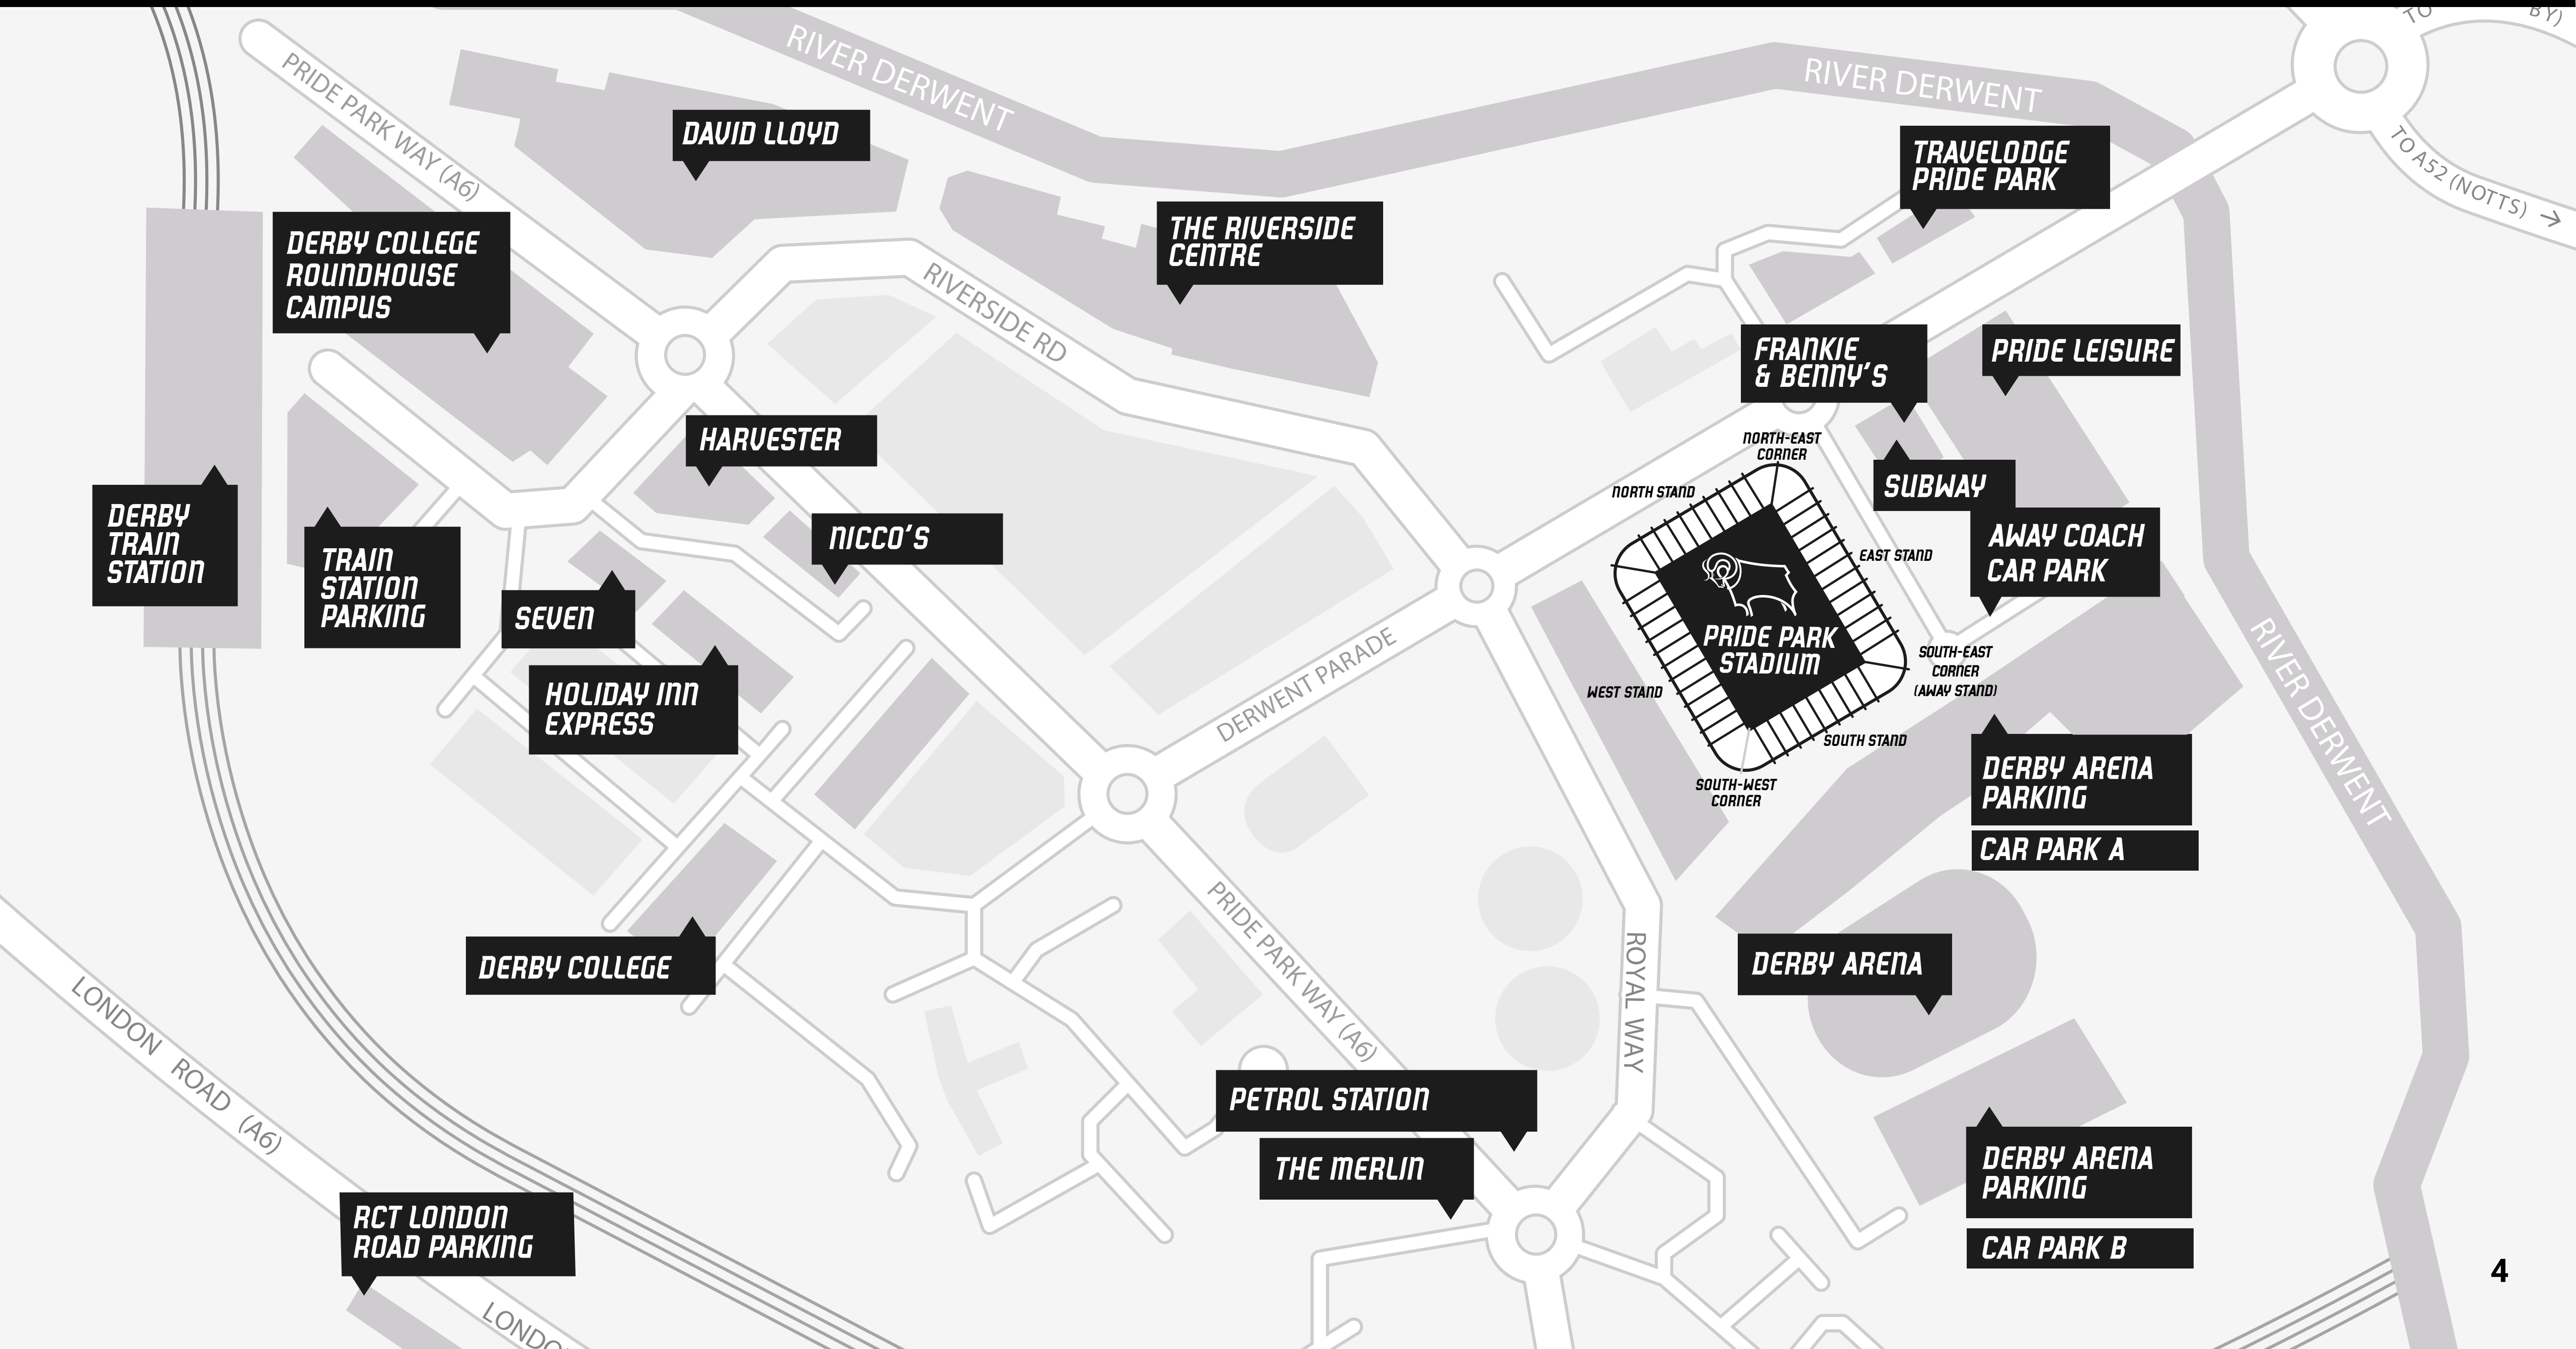 RIVER DERWENT
RIVER DERWENT
TO
BY)
TO A52 (NOTTS) →
PRIDE PARK WAY (A6)
DAVID LLOYD
TRAVELODGE
PRIDE PARK
THE RIVERSIDE
CENTRE
DERBY COLLEGE
ROUNDHOUSE
CAMPUS
RIVERSIDE RD
FRANKIE
& BENNY'S
PRIDE LEISURE
HARVESTER
NORTH-EAST
CORNER
NORTH STAND
SUBWAY
DERBY
TRAIN
STATION
TRAIN
STATION
PARKING
NICCO'S
AWAY COACH
CAR PARK
EAST STAND
SEVEN
PRIDE PARK
STADIUM
DERWENT PARADE
WEST STAND
SOUTH-EAST
CORNER
(AWAY STAND)
RIVER DERWENT
HOLIDAY INN
EXPRESS
SOUTH STAND
SOUTH-WEST
CORNER
DERBY ARENA
PARKING
CAR PARK A
PRIDE PARK WAY (A6)
ROYAL WAY
DERBY COLLEGE
DERBY ARENA
LONDON ROAD (A6)
PETROL STATION
THE MERLIN
DERBY ARENA
PARKING
CAR PARK B
RCT LONDON
ROAD PARKING
LONDO
4